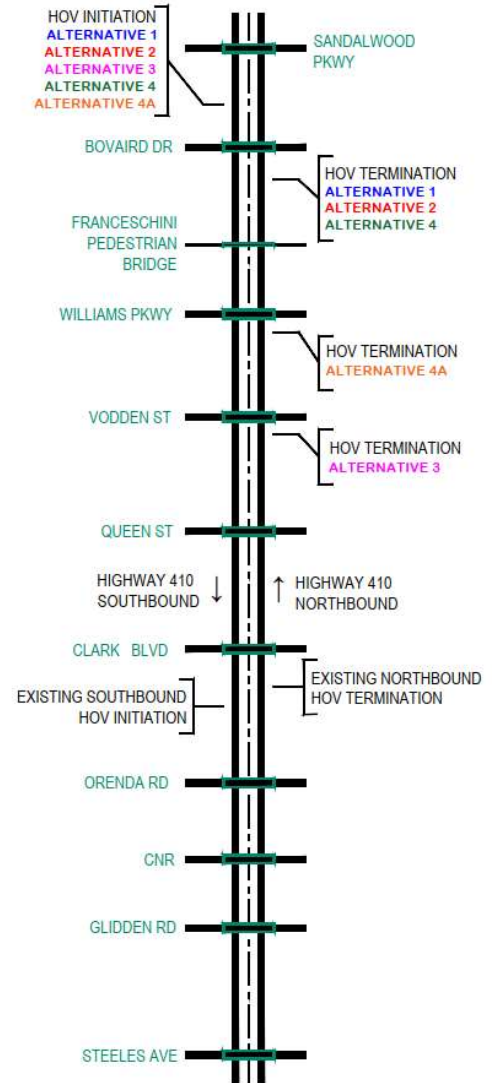 HOV INITIATION
ALTERNATIVE 1
ALTERNATIVE 2
ALTERNATIVE 3
ALTERNATIVE 4
ALTERNATIVE 4A
SANDALWOOD
PKWY
BOVAIRD DR
HOV TERMINATION
ALTERNATIVE 1
ALTERNATIVE 2
ALTERNATIVE 4
FRANCESCHINI
PEDESTRIAN
BRIDGE
WILLIAMS PKWY
HOV TERMINATION
ALTERNATIVE 4A
VODDEN ST
HOV TERMINATION
ALTERNATIVE 3
QUEEN ST
HIGHWAY 410
SOUTHBOUND ↓
↑ HIGHWAY 410
NORTHBOUND
CLARK BLVD
EXISTING NORTHBOUND
HOV TERMINATION
EXISTING SOUTHBOUND
HOV INITIATION
ORENDA RD
CNR
GLIDDEN RD
STEELES AVE